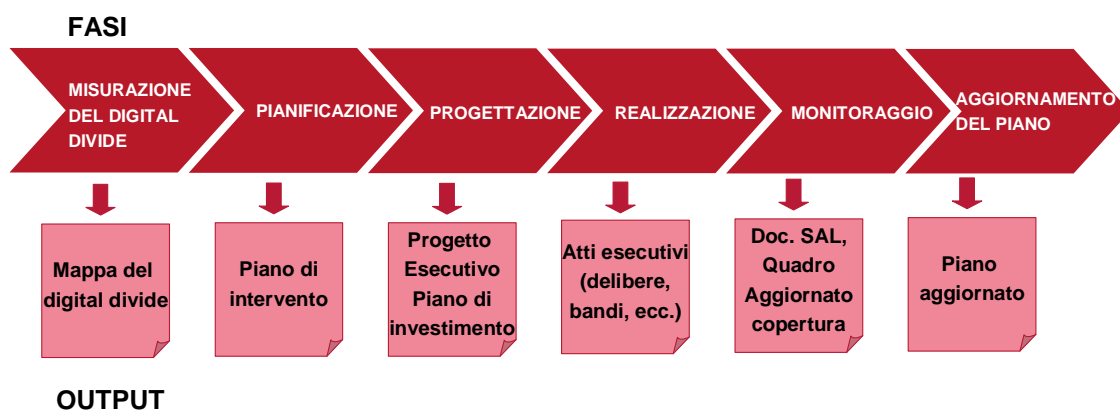 FASI
MISURAZIONE
DEL DIGITAL
DIVIDE
PIANIFICAZIONE
PROGETTAZIONE
REALIZZAZIONE
MONITORAGGIO
AGGIORNAMENTO
DEL PIANO
Mappa del
digital divide
Piano di
intervento
Progetto
Esecutivo
Piano di
investimento
Atti esecutivi
(delibere,
bandi, ecc.)
Doc. SAL,
Quadro
Aggiornato
copertura
Piano
aggiornato
OUTPUT